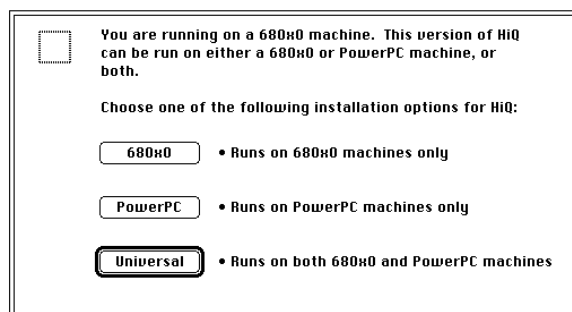 You are running on a 680x0 machine. This version of HiQ
can be run on either a 680x0 or PowerPC machine, or
both.
Choose one of the following installation options for HiQ:
680x0 • Runs on 680x0 machines only
PowerPC • Runs on PowerPC machines only
Universal • Runs on both 680x0 and PowerPC machines